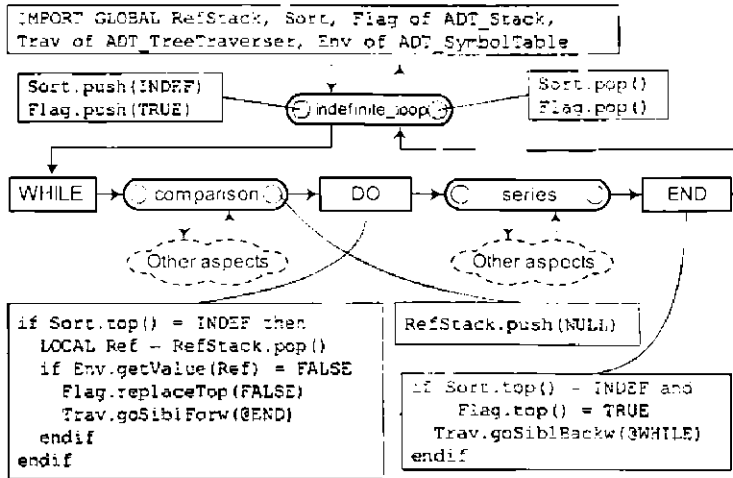 IMPORT GLOBAL RefStack, Sort, Flag of ADT_Stack,
Trav of ADT_TreeTraverser, Env of ADT_SymbolTable
Sort.push(INDEF)
Flag.push(TRUE)
indefinite_loop
Sort.pop()
Flag.pop()
WHILE
comparison
DO
series
END
Other aspects
Other aspects
if Sort.top() = INDEF then
LOCAL Ref - RefStack.pop()
if Env.getValue(Ref) = FALSE
Flag.replaceTop(FALSE)
Trav.goSiblForw(@END)
endif
endif
RefStack.push(NULL)
if Sort.top() - INDEF and
Flag.top() = TRUE
Trav.goSiblBackw(@WHILE)
endif